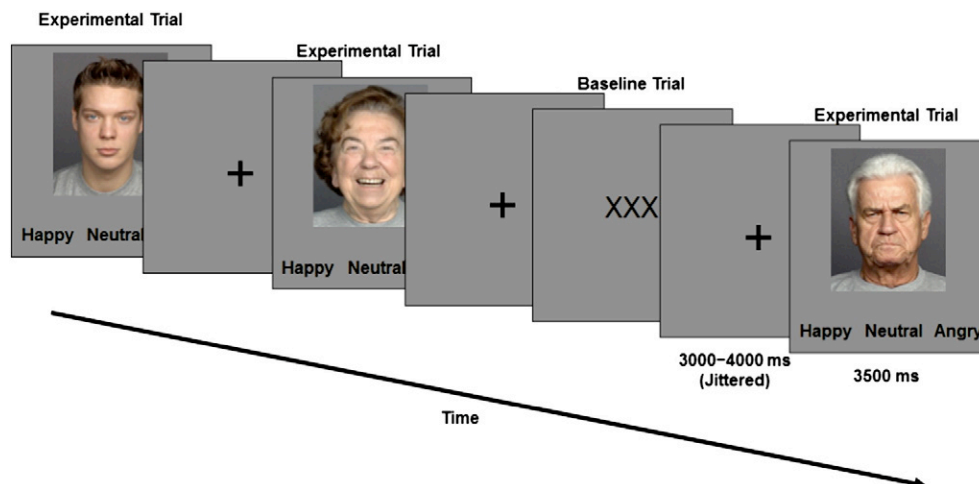 Experimental Trial
Happy Neutral
+
Experimental Trial
Happy Neutral
+
Baseline Trial
XXX
+
3000–4000 ms
(Jittered)
Experimental Trial
Happy Neutral Angry
3500 ms
Time